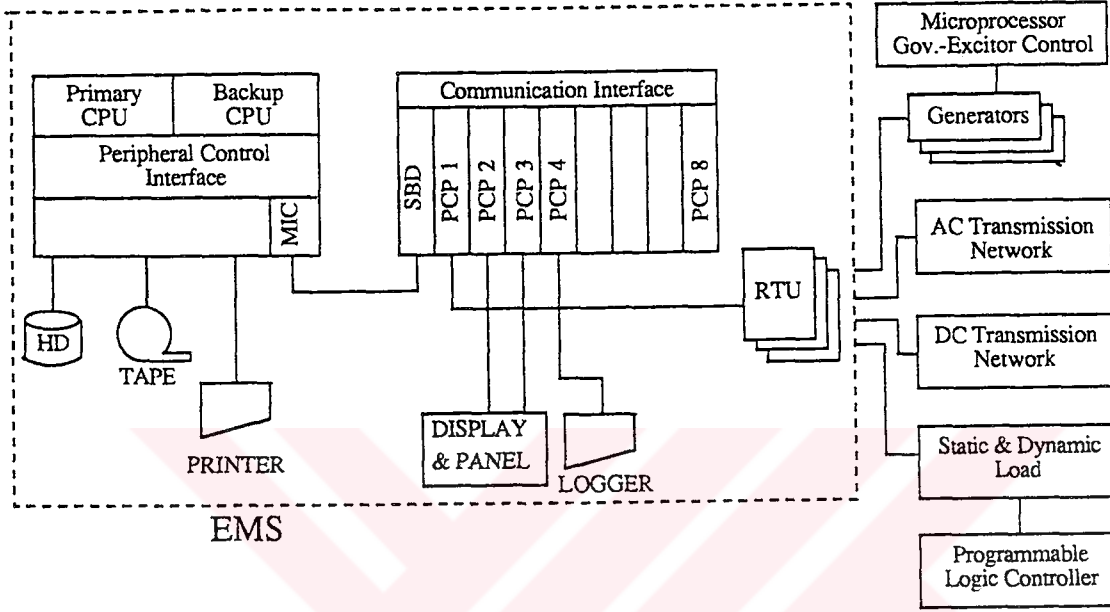 Microprocessor
Gov.-Excitor Control
Primary
CPU
Backup
CPU
Communication Interface
Generators
Peripheral Control
Interface
MIC
SBD
PCP 1
PCP 2
PCP 3
PCP 4
PCP 8
AC Transmission
Network
RTU
HD
TAPE
DC Transmission
Network
PRINTER
DISPLAY
& PANEL
LOGGER
Static & Dynamic
Load
EMS
Programmable
Logic Controller